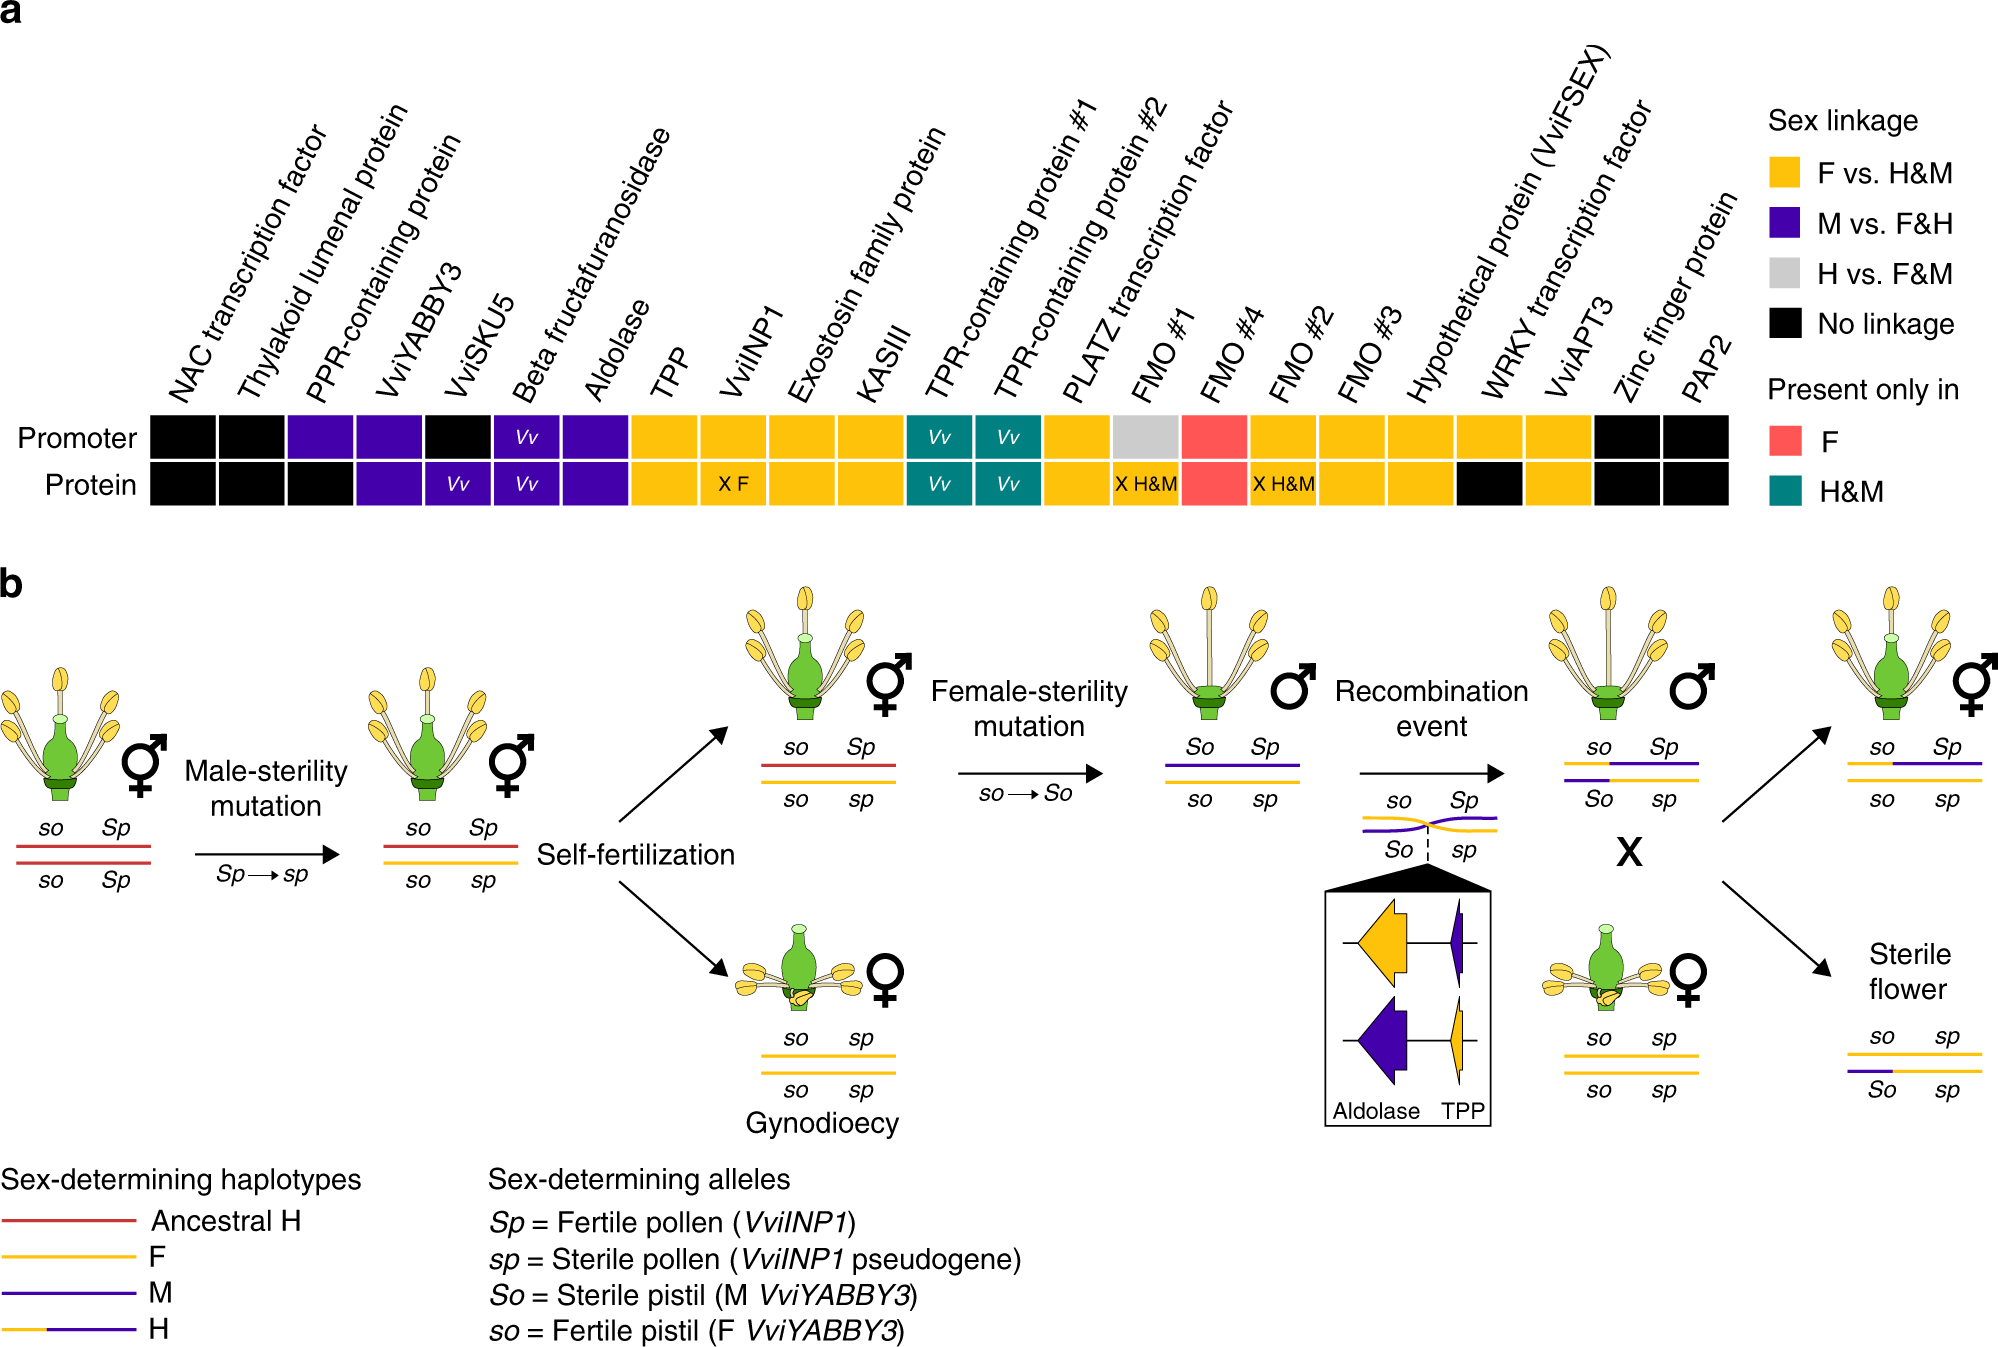 a
NAC transcription factor
Thylakoid lumenal protein
PPR-containing protein
VviYABBY3
VviSKU5
Beta fructafuranosidase
Aldolase
TPP
VviINP1
Exostosin family protein
KASIII
TPR-containing protein #1
TPR-containing protein #2
PLATZ transcription factor
FMO #1
FMO #4
FMO #2
FMO #3
Hypothetical protein (VviFSEX)
WRKY transcription factor
VviAPT3
Zinc finger protein
PAP2
Promoter
Vv Vv Vv
Protein
Vv Vv X F Vv Vv X H&M X H&M
Sex linkage
F vs. H&M
M vs. F&H
H vs. F&M
No linkage
Present only in
F
H&M
b
so Sp
so Sp
Male-sterility
mutation
Sp → sp
so Sp
so sp
Self-fertilization
so Sp
so sp
so sp
so sp
Gynodioecy
Female-sterility
mutation
so → So
So Sp
so sp
Recombination
event
so Sp
So sp
Aldolase TPP
so Sp
So sp
X
so sp
so sp
so Sp
so sp
Sterile
flower
so sp
So sp
Sex-determining haplotypes
Ancestral H
F
M
H
Sex-determining alleles
Sp = Fertile pollen (VviINP1)
sp = Sterile pollen (VviINP1 pseudogene)
So = Sterile pistil (M VviYABBY3)
so = Fertile pistil (F VviYABBY3)